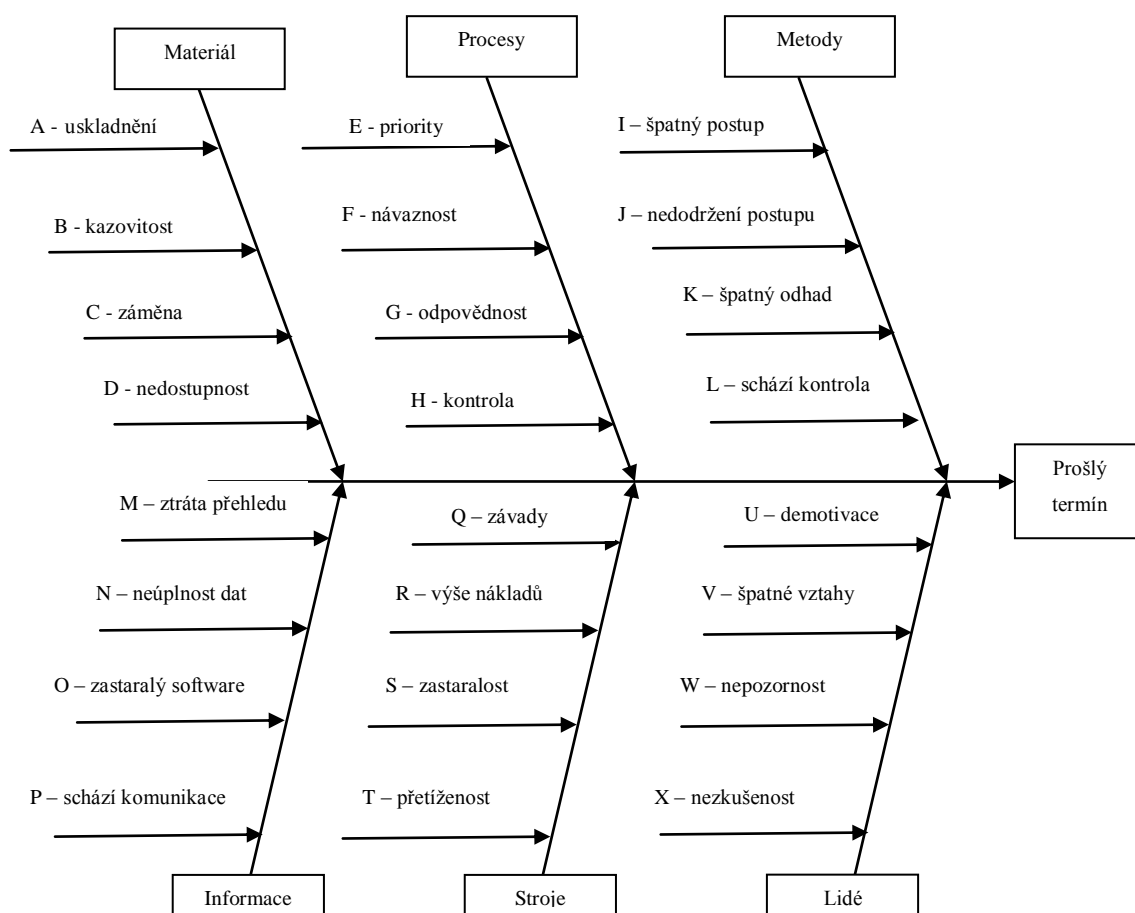 Materiál
Procesy
Metody
A - uskladnění
E - priority
I – špatný postup
B - kazovitost
F - návaznost
J – nedodržení postupu
C - záměna
G - odpovědnost
K – špatný odhad
D - nedostupnost
H - kontrola
L – schází kontrola
Prošlý
termín
M – ztráta přehledu
Q – závady
U – demotivace
N – neúplnost dat
R – výše nákladů
V – špatné vztahy
O – zastaralý software
S – zastaralost
W – nepozornost
P – schází komunikace
T – přetíženost
X – nezkušenost
Informace
Stroje
Lidé